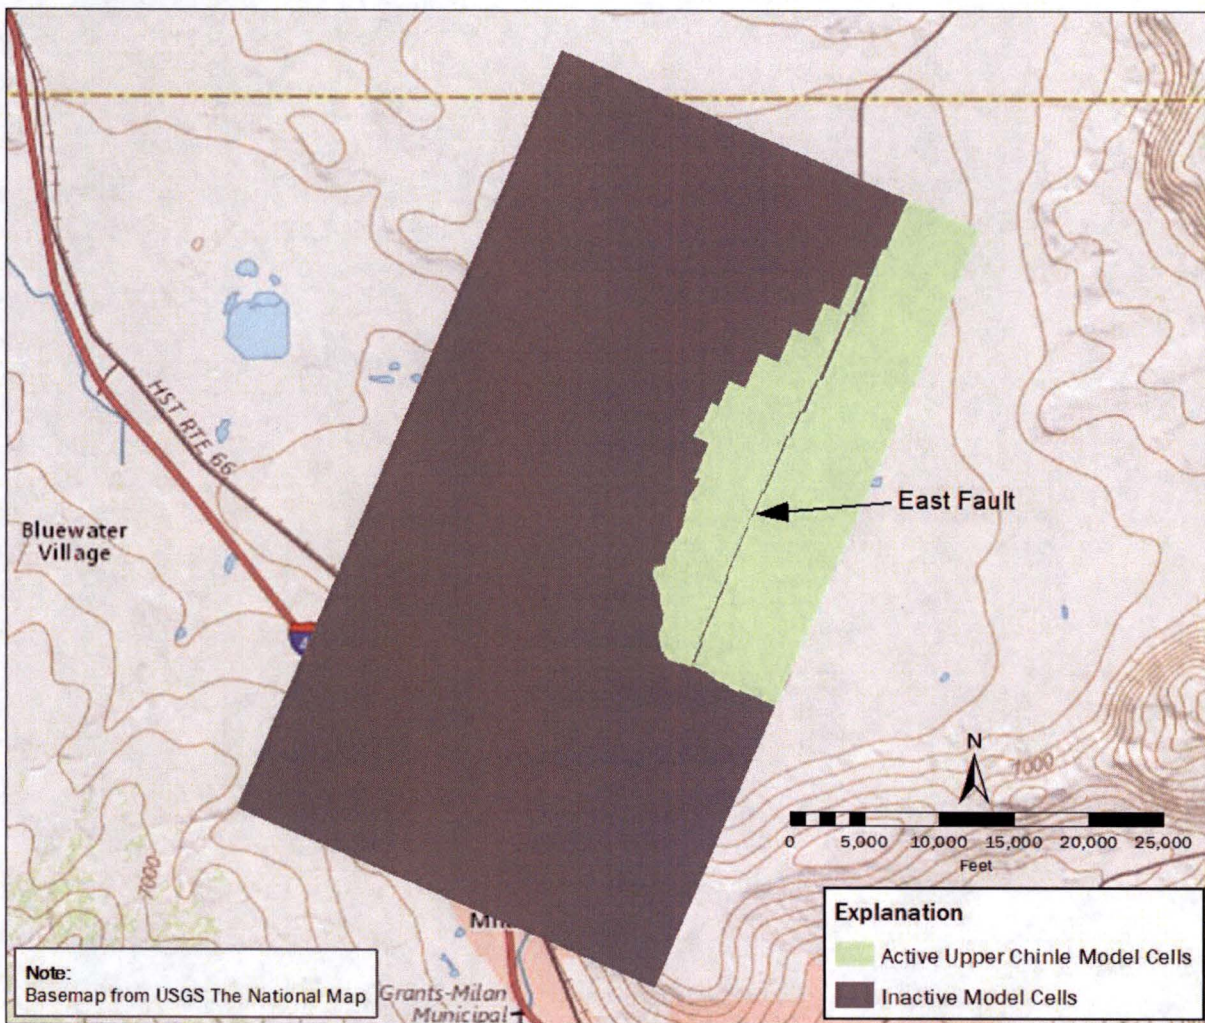 HST RTE 66
Bluewater
Village
4
East Fault
N
7000
0 5,000 10,000 15,000 20,000 25,000
Feet
7000
Explanation
Active Upper Chinle Model Cells
Inactive Model Cells
Note:
Basemap from USGS The National Map
Grants-Milan
Municipal